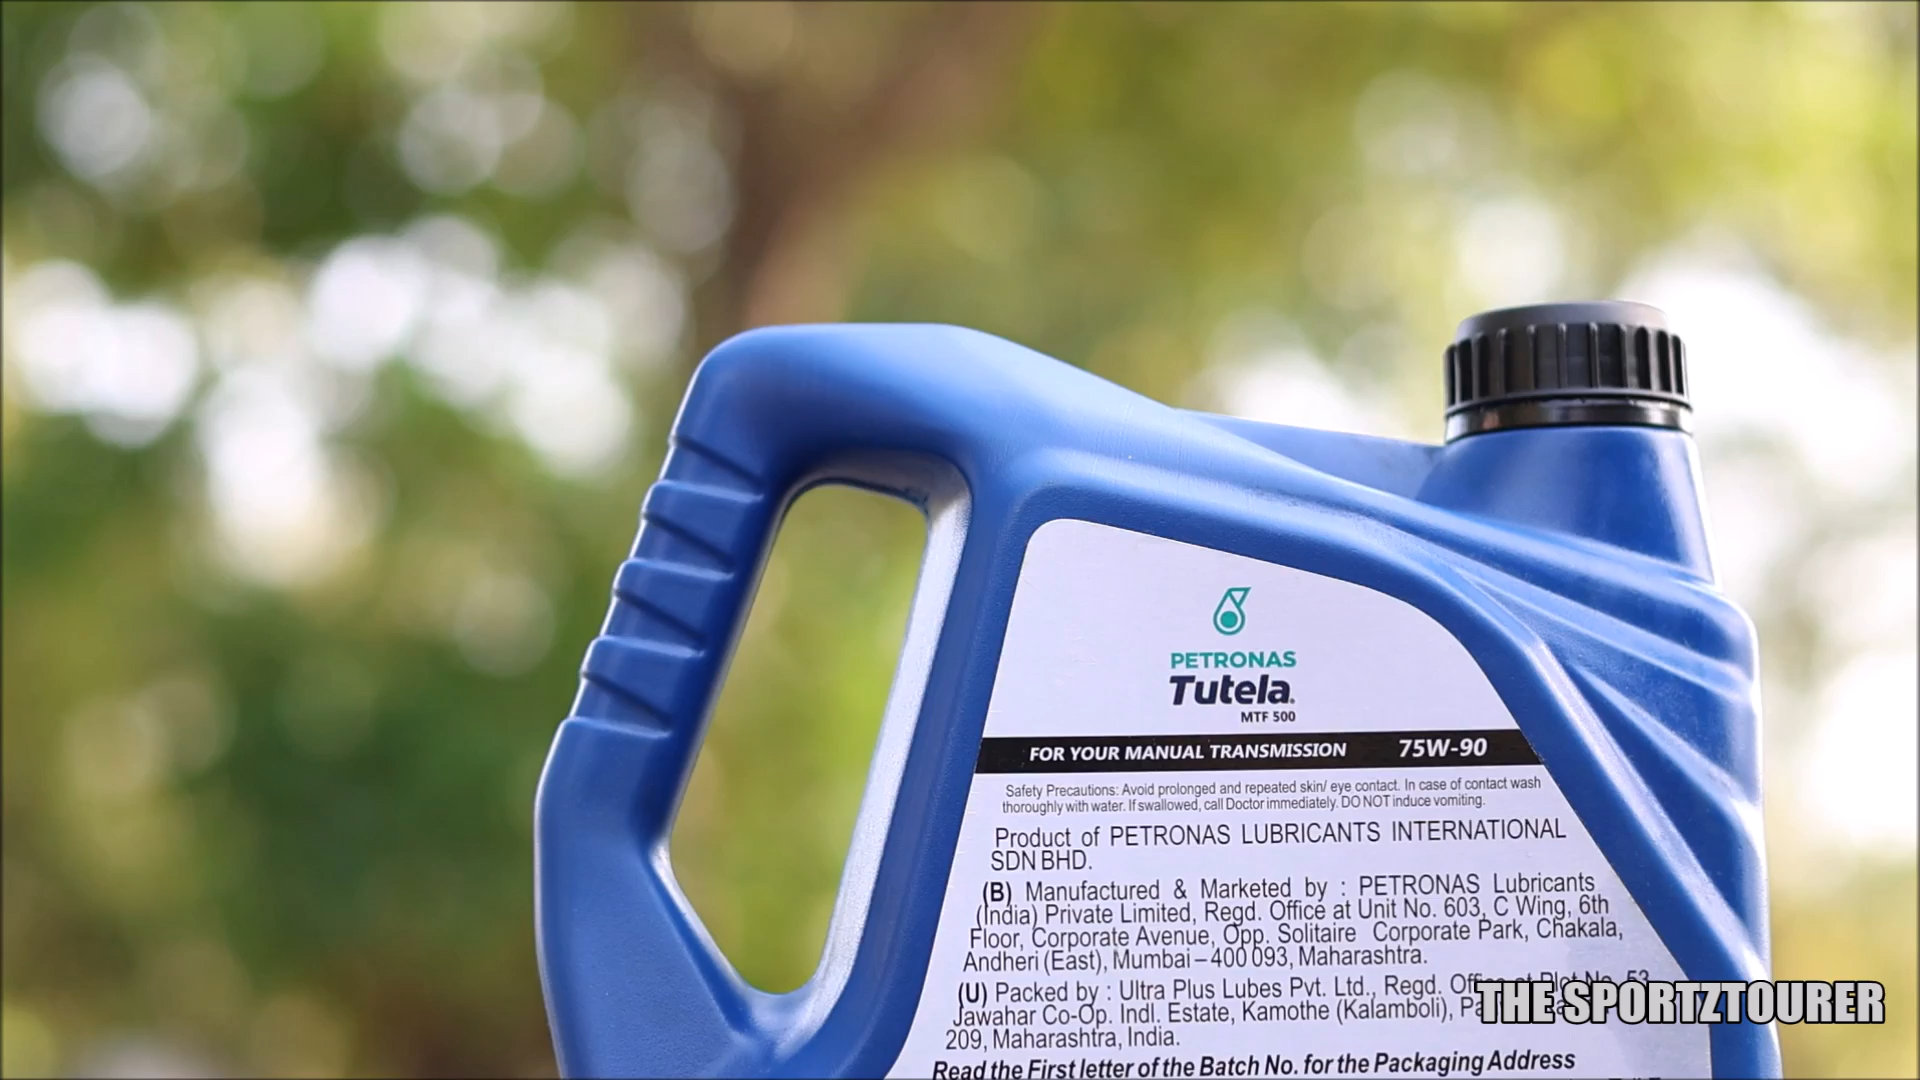 PETRONAS
Tutela
MTF 500
FOR YOUR MANUAL TRANSMISSION 75W-90
Safety Precautions: Avoid prolonged and repeated skin/ eye contact. In case of contact wash
thoroughly with water. If swallowed, call Doctor immediately. DO NOT induce vomiting.
Product of PETRONAS LUBRICANTS INTERNATIONAL
SDN BHD.
(B) Manufactured & Marketed by : PETRONAS Lubricants
(India) Private Limited, Regd. Office at Unit No. 603, C Wing, 6th
Floor, Corporate Avenue, Opp. Solitaire Corporate Park, Chakala,
Andheri (East), Mumbai – 400 093, Maharashtra.
(U) Packed by : Ultra Plus Lubes Pvt. Ltd., Regd. Office at Plot No. 53
Jawahar Co-Op. Indl. Estate, Kamothe (Kalamboli),
209, Maharashtra, India.
Read the First letter of the Batch No. for the Packaging Address
THE SPORTZTOURER